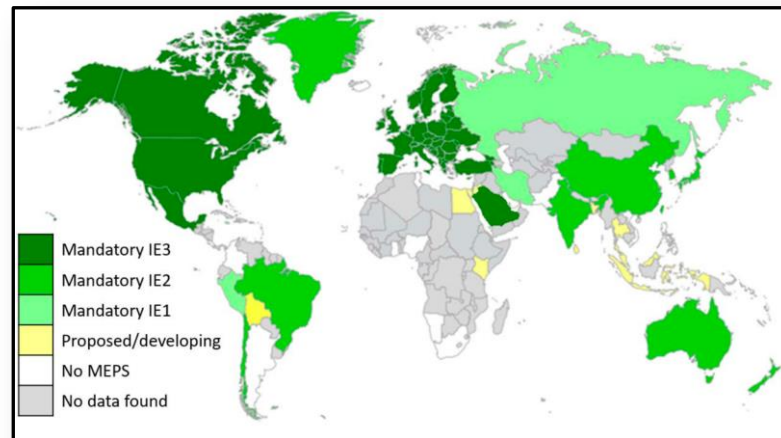 Mandatory IE3
Mandatory IE2
Mandatory IE1
Proposed/developing
No MEPS
No data found